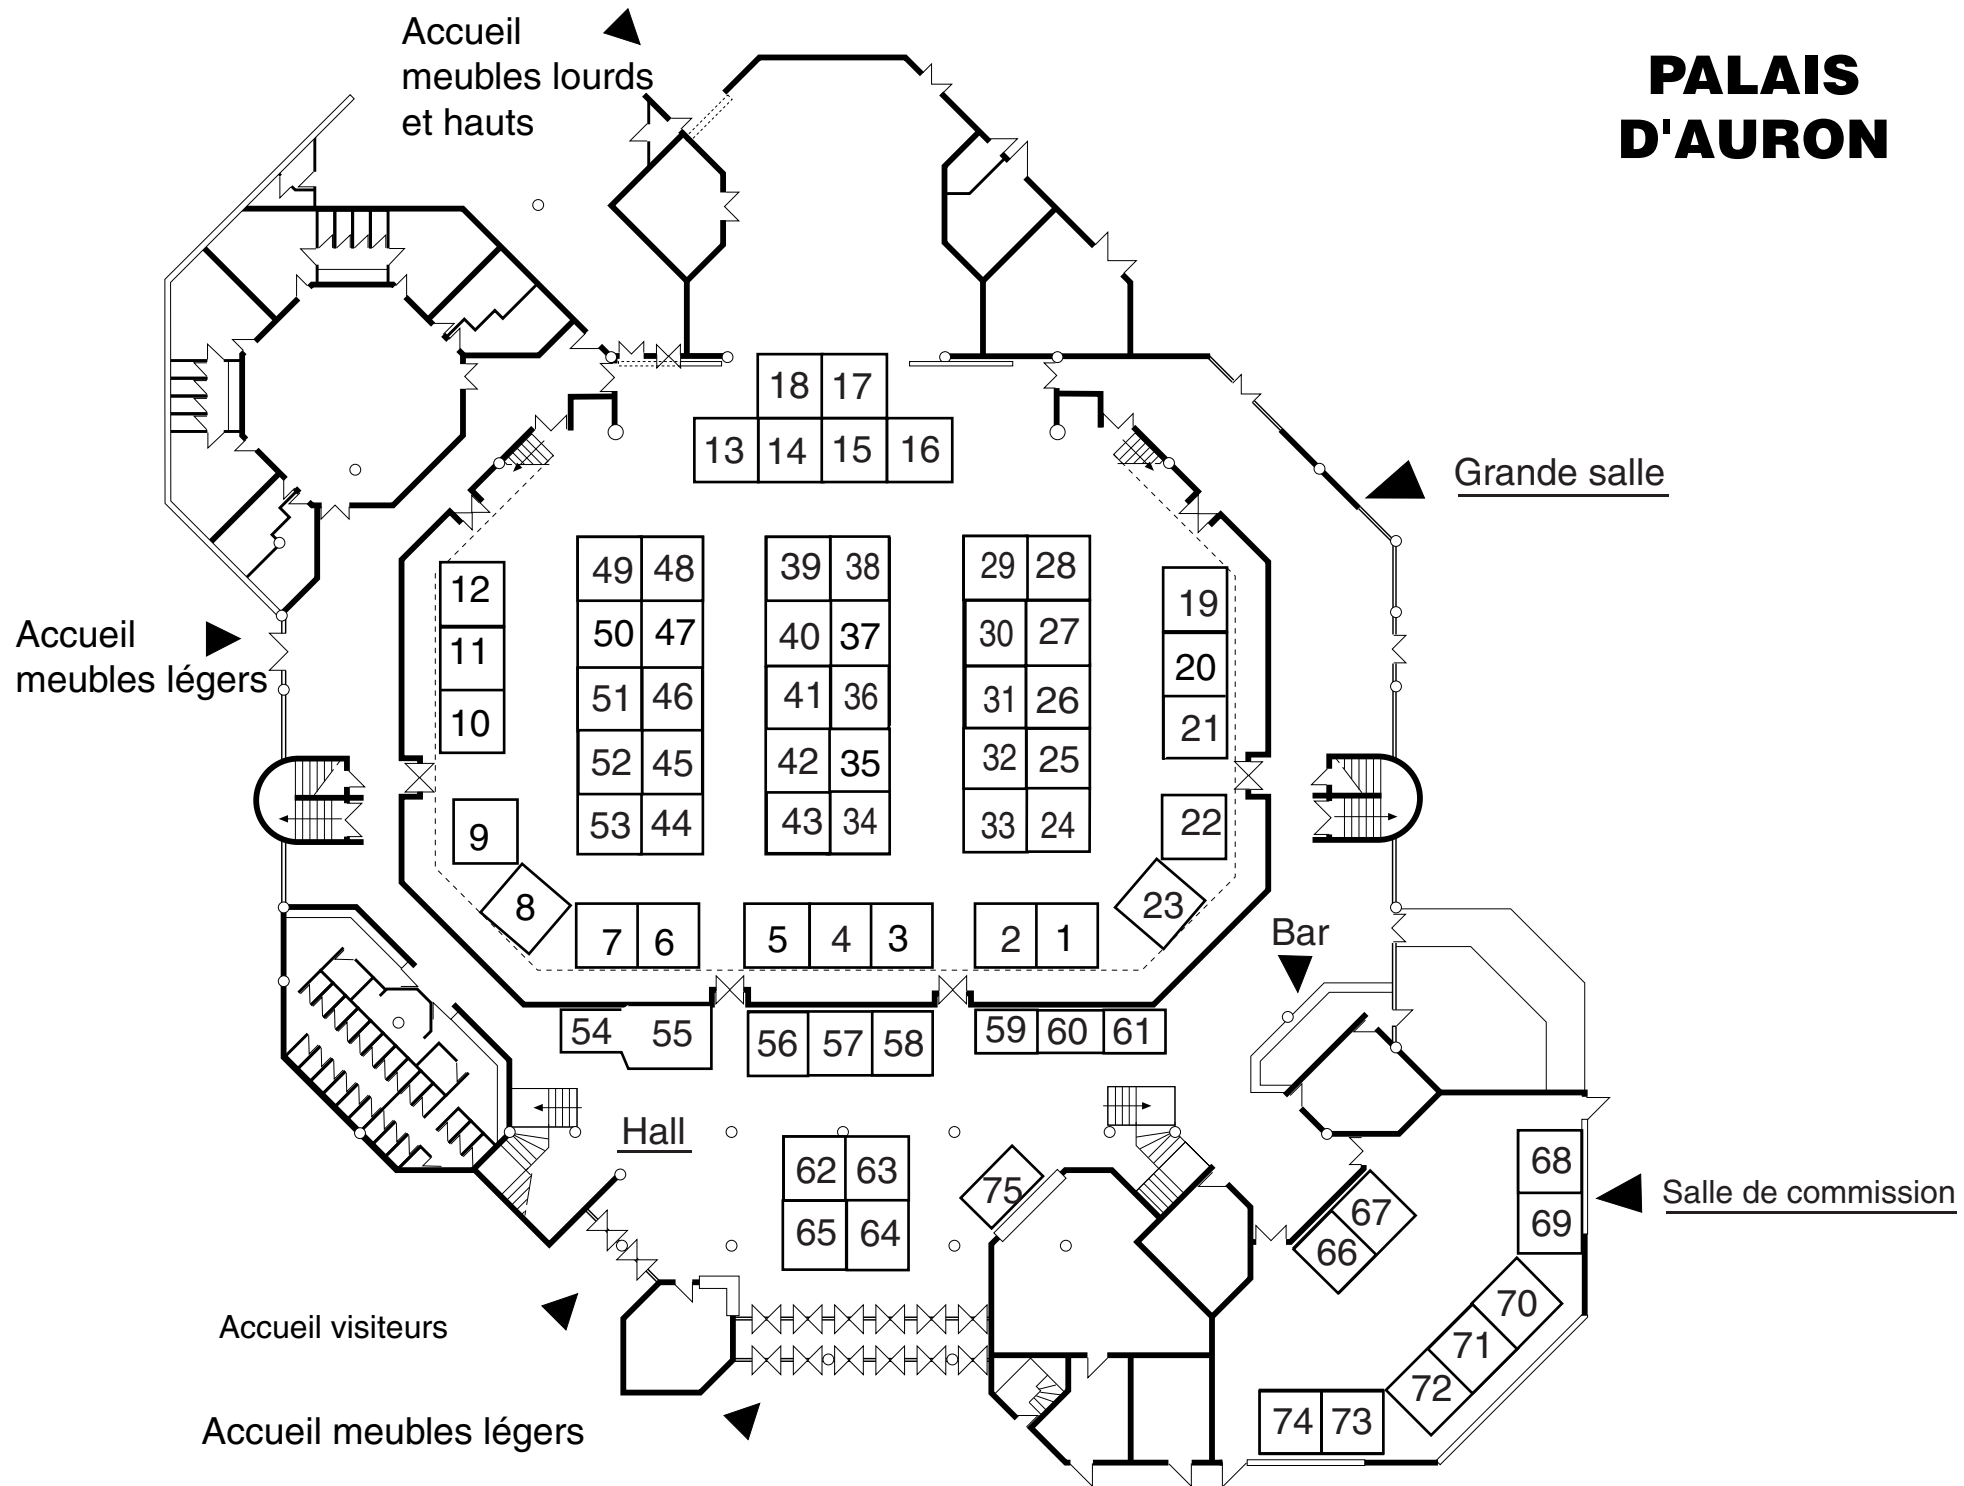 Accueil
meubles lourds
et hauts
PALAIS
D'AURON
18 17
13 14 15 16
Grande salle
49 48 39 38 29 28
12 19
50 47 40 37 30 27
Accueil
meubles légers
11 20
51 46 41 36 31 26
10 21
52 45 42 35 32 25
53 44 43 34 33 24
9 22
8 23
7 6 5 4 3 2 1
Bar
54 55 56 57 58 59 60 61
Hall
62 63
65 64
75
68
69
Salle de commission
67
66
70
71
72
74 73
Accueil visiteurs
Accueil meubles légers